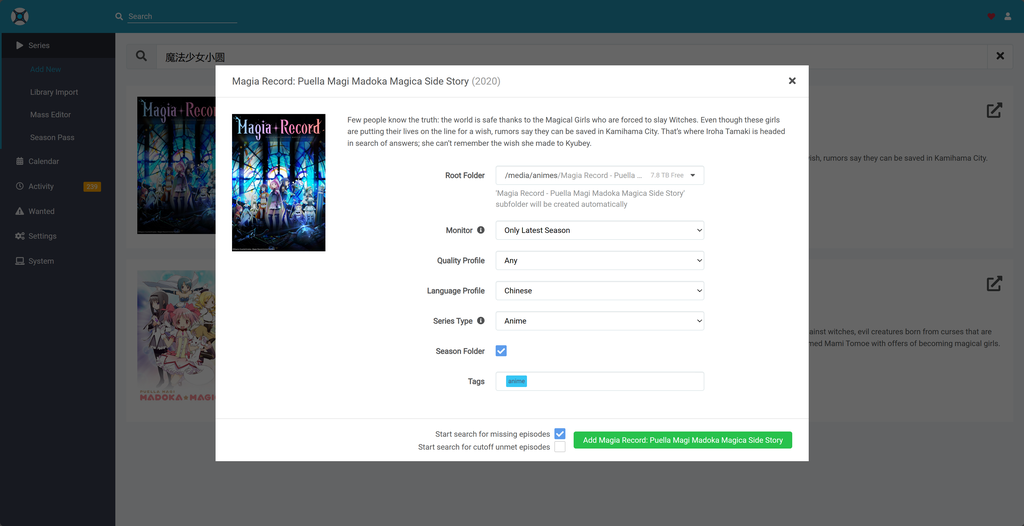 Search
Series
Add New
Library Import
Mass Editor
Season Pass
Calendar
Activity
230
Wanted
Settings
System
魔法少女小圆
Magia Record: Puella Magi Madoka Magica Side Story (2020)
Magia Record
Magia Record
Few people know the truth: the world is safe thanks to the Magical Girls who are forced to slay Witches. Even though these girls
are putting their lives on the line for a wish, rumors say they can be saved in Kamihama City. That's where Iroha Tamaki is headed
in search of answers; she can't remember the wish she made to Kyubey.
ish, rumors say they can be saved in Kamihama City.
Root Folder
/media/animes/Magia Record - Puella ... 7.8 TB Free
'Magia Record - Puella Magi Madoka Magica Side Story'
subfolder will be created automatically
Monitor
Only Latest Season
Quality Profile
Any
Language Profile
Chinese
Series Type
Anime
Season Folder
Tags
anime
ainst witches, evil creatures born from curses that are
med Mami Tomoe with offers of becoming magical girls.
PUELLA MAGI
MADOKA★MAGI
Start search for missing episodes
Start search for cutoff unmet episodes
Add Magia Record: Puella Magi Madoka Magica Side Story